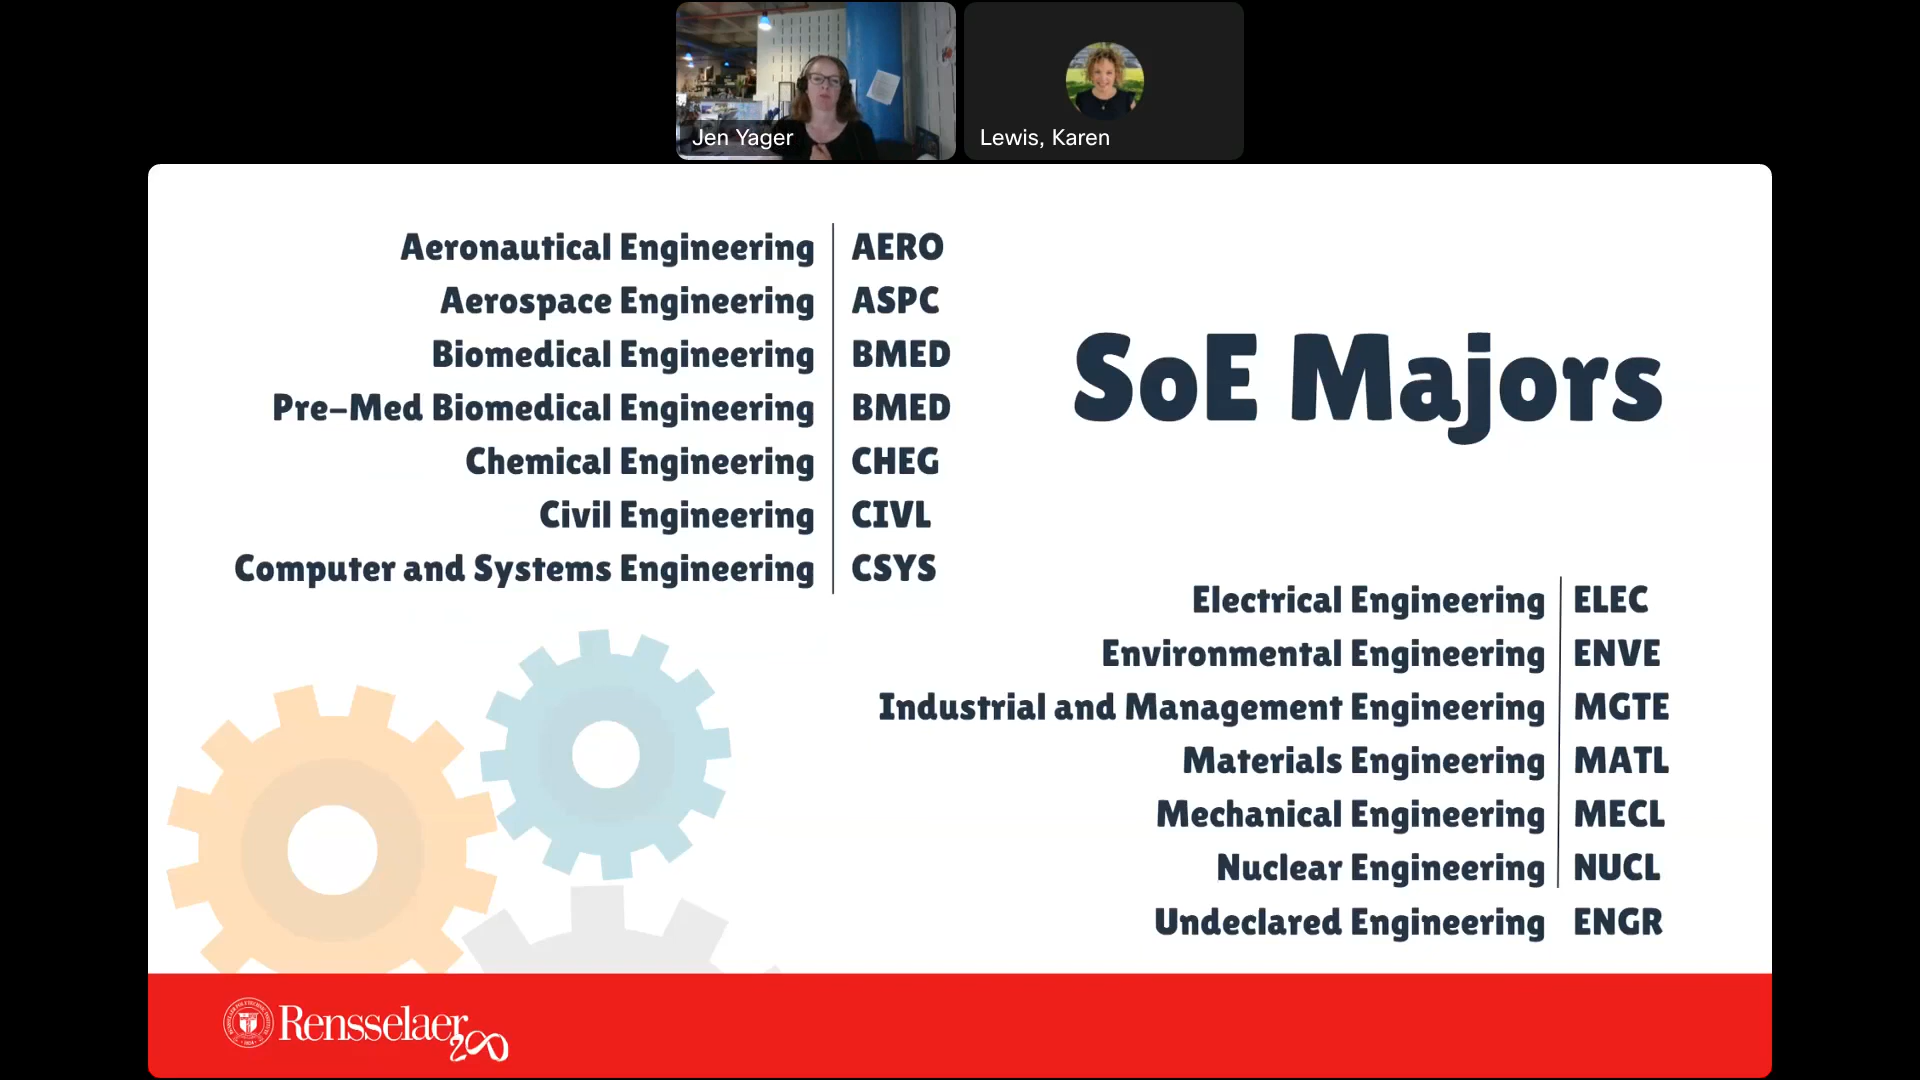 Jen Yager
Lewis, Karen
Aeronautical Engineering AERO
Aerospace Engineering ASPC
Biomedical Engineering BMED
Pre-Med Biomedical Engineering BMED
Chemical Engineering CHEG
Civil Engineering CIVL
Computer and Systems Engineering CSYS
SoE Majors
Electrical Engineering ELEC
Environmental Engineering ENVE
Industrial and Management Engineering MGTE
Materials Engineering MATL
Mechanical Engineering MECL
Nuclear Engineering NUCL
Undeclared Engineering ENGR
Rensselaer
200